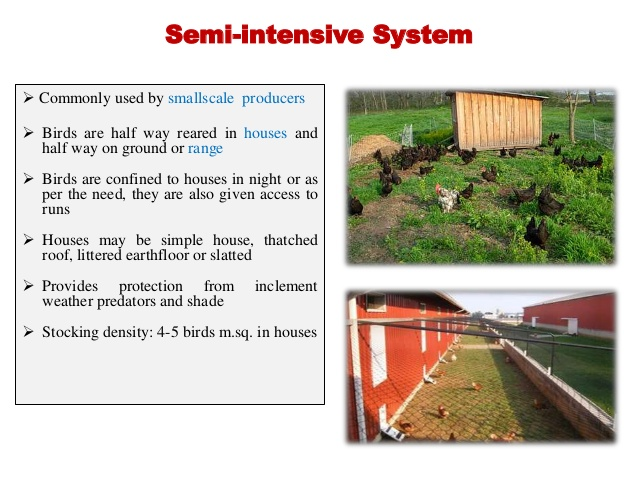 Semi-intensive System
➢ Commonly used by smallscale producers
➢ Birds are half way reared in houses and
half way on ground or range
➢ Birds are confined to houses in night or as
per the need, they are also given access to
runs
➢ Houses may be simple house, thatched
roof, littered earthfloor or slatted
➢ Provides protection from inclement
weather predators and shade
➢ Stocking density: 4-5 birds m.sq. in houses